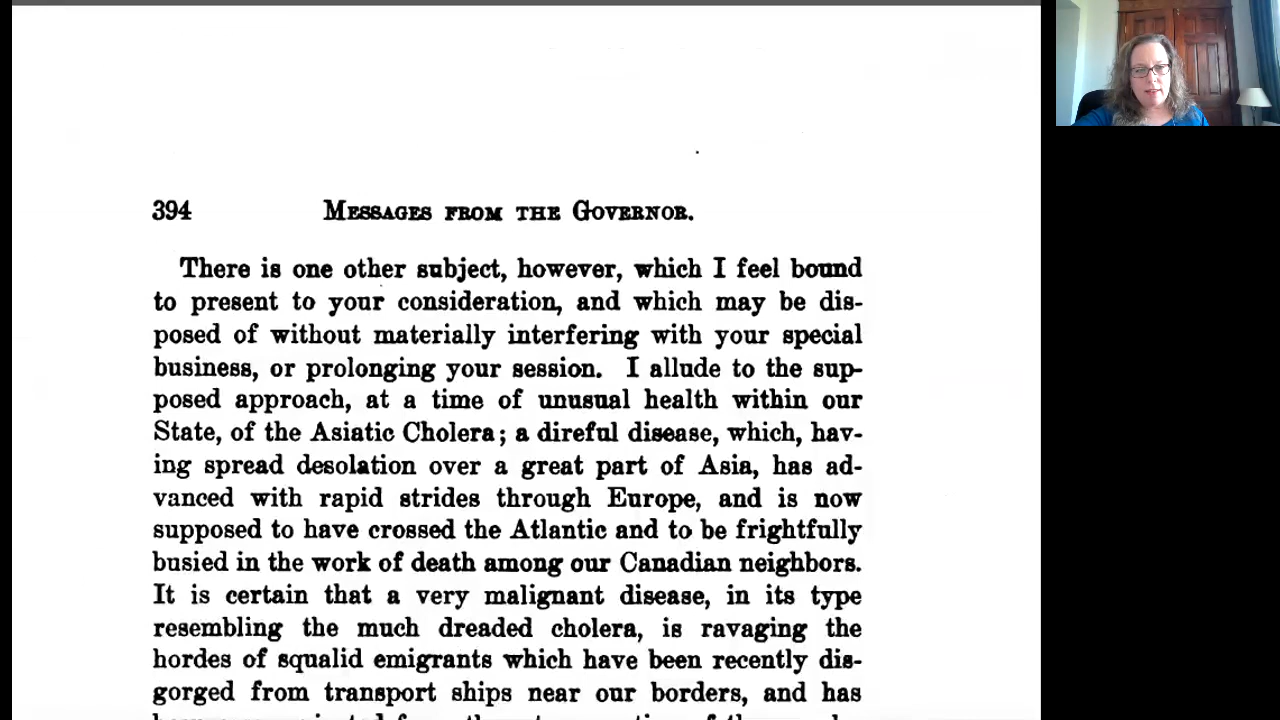 394 MESSAGES FROM THE GOVERNOR.
There is one other subject, however, which I feel bound
to present to your consideration, and which may be dis-
posed of without materially interfering with your special
business, or prolonging your session. I allude to the sup-
posed approach, at a time of unusual health within our
State, of the Asiatic Cholera; a direful disease, which, hav-
ing spread desolation over a great part of Asia, has ad-
vanced with rapid strides through Europe, and is now
supposed to have crossed the Atlantic and to be frightfully
busied in the work of death among our Canadian neighbors.
It is certain that a very malignant disease, in its type
resembling the much dreaded cholera, is ravaging the
hordes of squalid emigrants which have been recently dis-
gorged from transport ships near our borders, and has